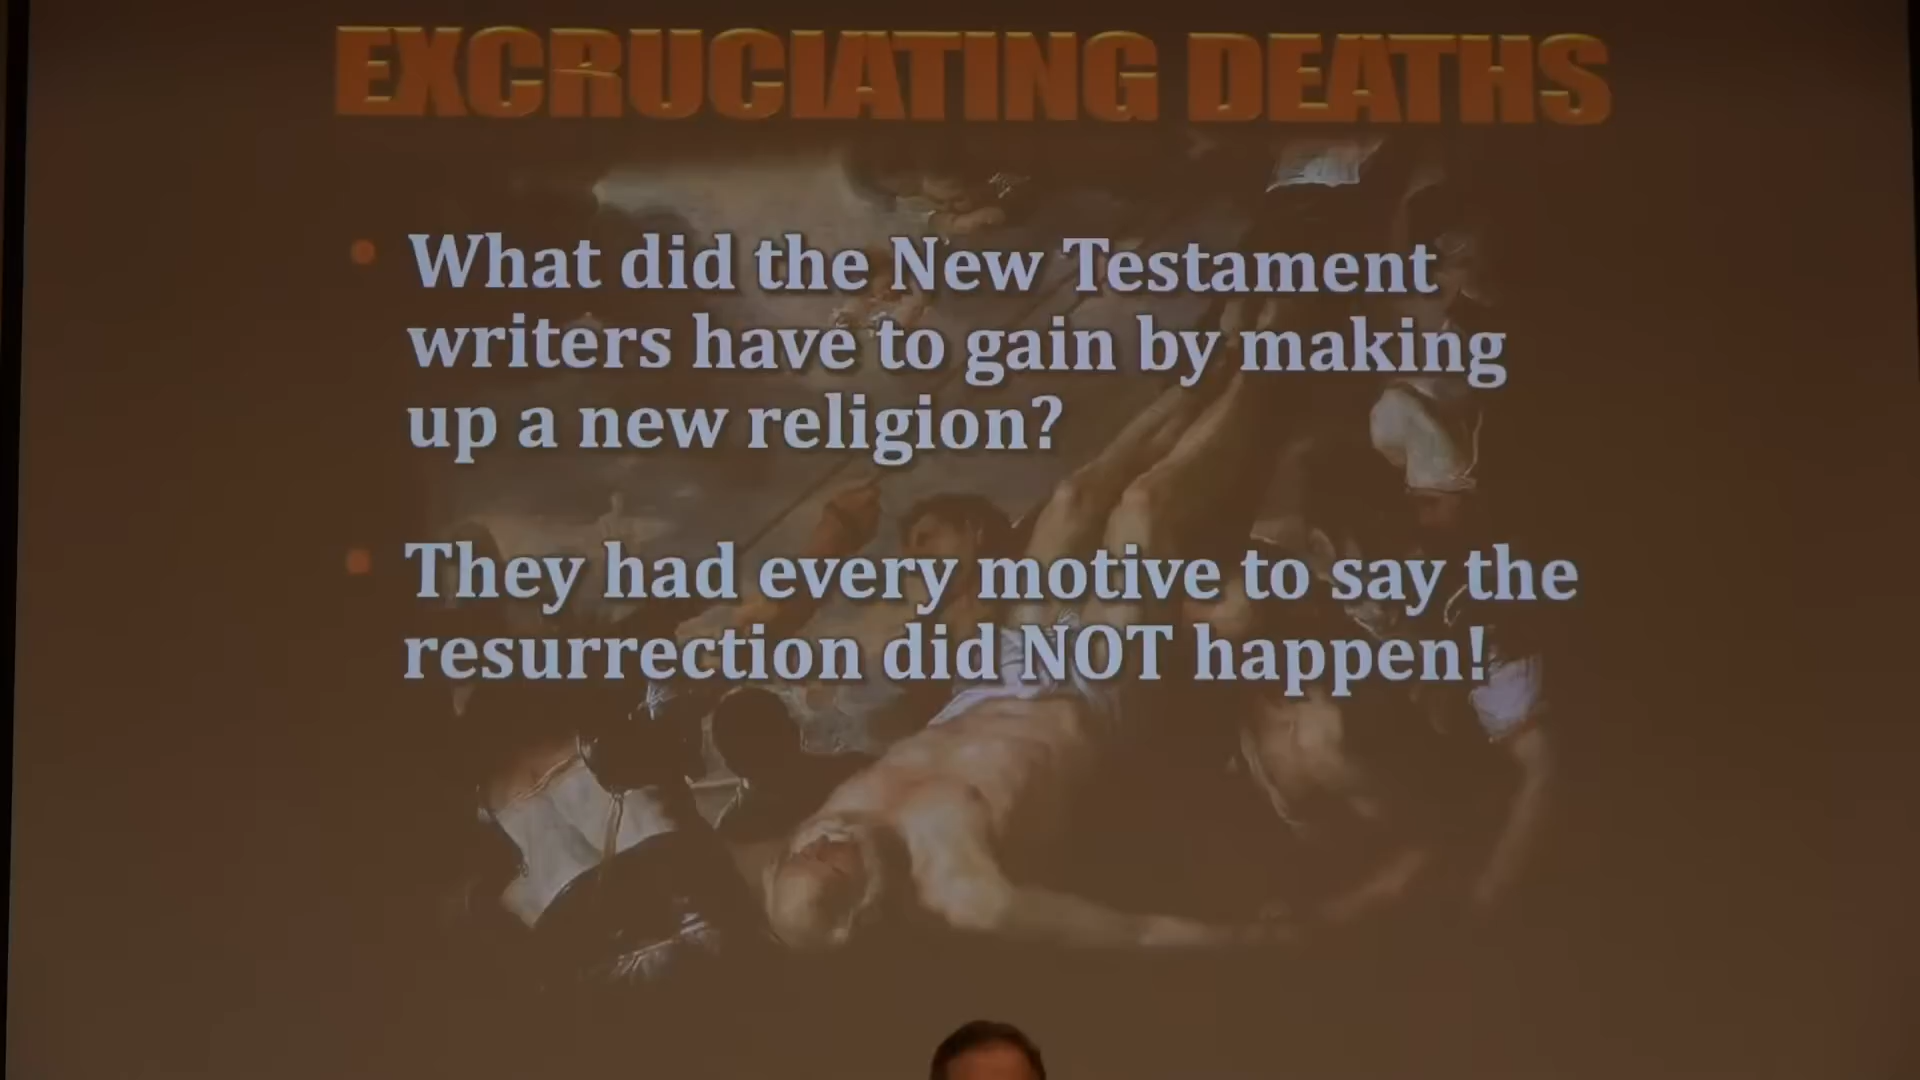 EXCRUCIATING DEATHS
What did the New Testament
writers have to gain by making
up a new religion?
They had every motive to say the
resurrection did NOT happen!